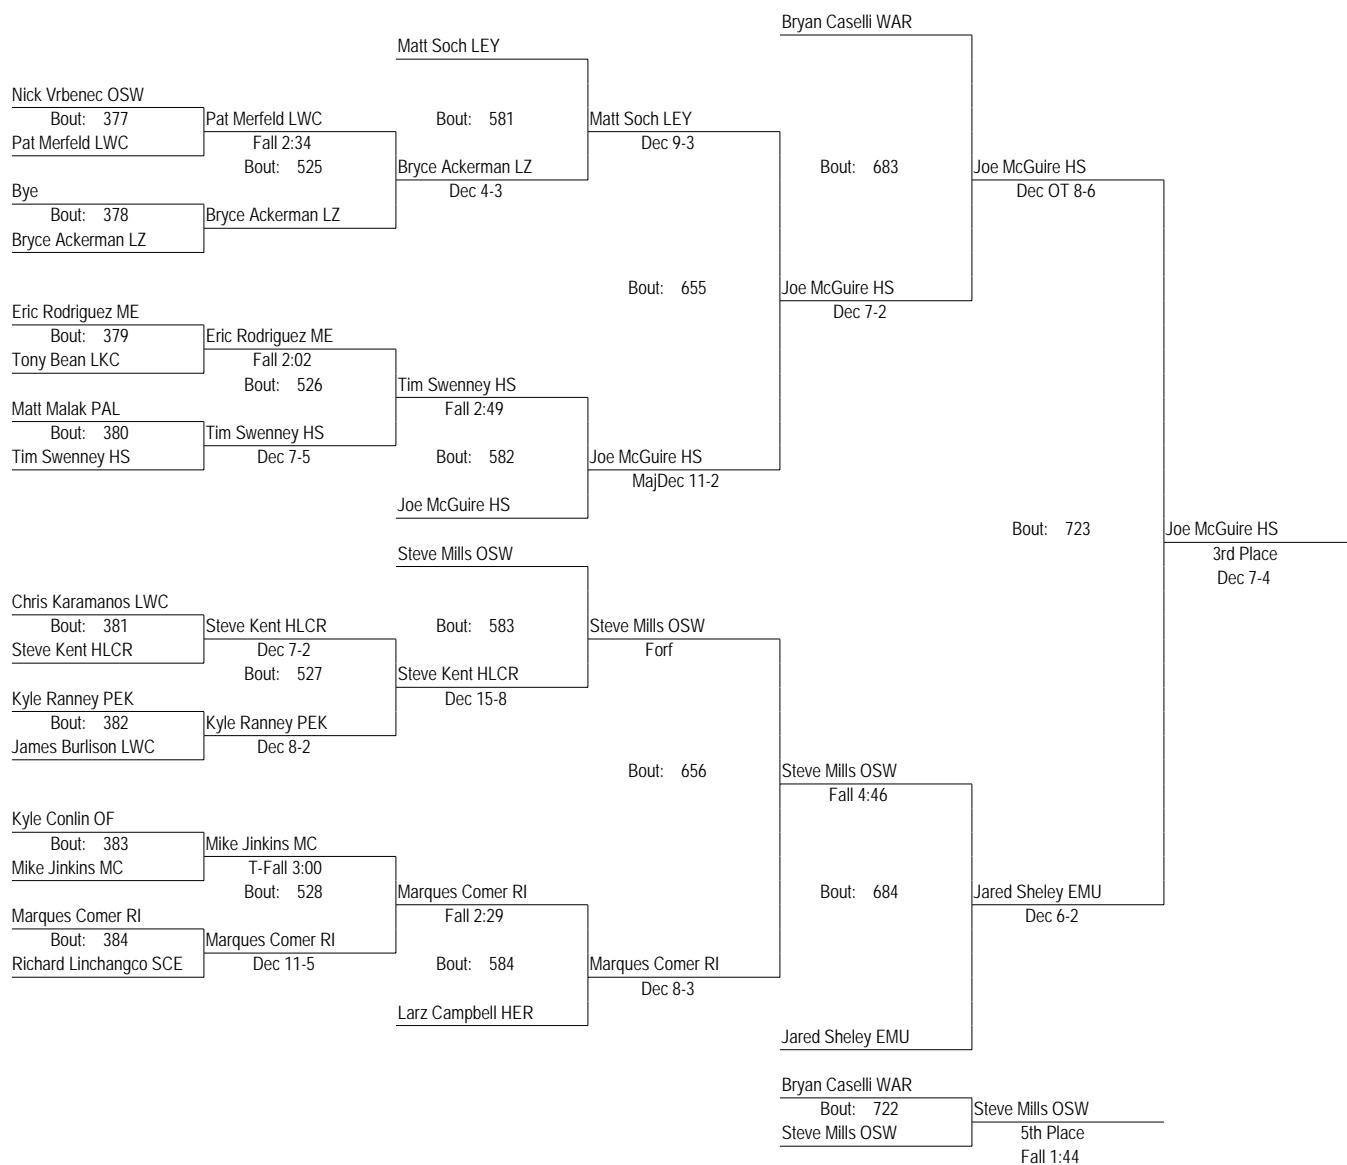 Bryan Caselli WAR
Matt Soch LEY
Nick Vrbenec OSW
Bout: 377
Pat Merfeld LWC
Pat Merfeld LWC
Fall 2:34
Bout: 525
Bout: 581
Matt Soch LEY
Dec 9-3
Bryce Ackerman LZ
Dec 4-3
Bout: 683
Joe McGuire HS
Dec OT 8-6
Bye
Bout: 378
Bryce Ackerman LZ
Bryce Ackerman LZ
Bout: 655
Joe McGuire HS
Dec 7-2
Eric Rodriguez ME
Bout: 379
Tony Bean LKC
Eric Rodriguez ME
Fall 2:02
Bout: 526
Tim Swenney HS
Fall 2:49
Matt Malak PAL
Bout: 380
Tim Swenney HS
Tim Swenney HS
Dec 7-5
Bout: 582
Joe McGuire HS
MajDec 11-2
Joe McGuire HS
Bout: 723
Joe McGuire HS
3rd Place
Dec 7-4
Steve Mills OSW
Chris Karamanos LWC
Bout: 381
Steve Kent HLCR
Steve Kent HLCR
Dec 7-2
Bout: 527
Bout: 583
Steve Mills OSW
Forf
Steve Kent HLCR
Dec 15-8
Kyle Ranney PEK
Bout: 382
James Burlison LWC
Kyle Ranney PEK
Dec 8-2
Bout: 656
Steve Mills OSW
Fall 4:46
Kyle Conlin OF
Bout: 383
Mike Jinkins MC
Mike Jinkins MC
T-Fall 3:00
Bout: 528
Marques Comer RI
Fall 2:29
Bout: 684
Jared Sheley EMU
Dec 6-2
Marques Comer RI
Bout: 384
Richard Linchangco SCE
Marques Comer RI
Dec 11-5
Bout: 584
Marques Comer RI
Dec 8-3
Larz Campbell HER
Jared Sheley EMU
Bryan Caselli WAR
Bout: 722
Steve Mills OSW
Steve Mills OSW
5th Place
Fall 1:44